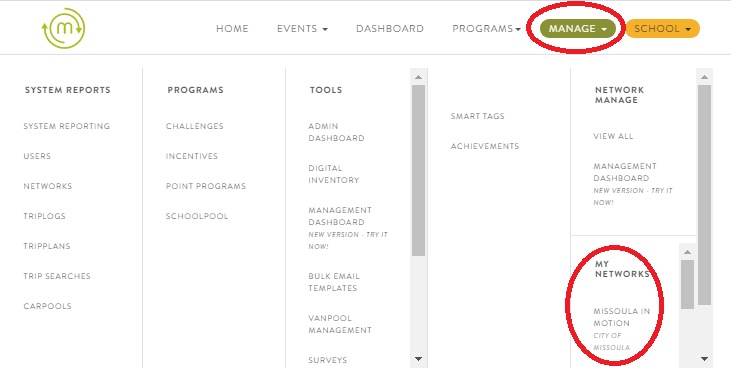 m
HOME
EVENTS
DASHBOARD
PROGRAMS
MANAGE
SCHOOL
SYSTEM REPORTS
SYSTEM REPORTING
USERS
NETWORKS
TRIPLOGS
TRIPPLANS
TRIP SEARCHES
CARPOOLS
PROGRAMS
CHALLENGES
INCENTIVES
POINT PROGRAMS
SCHOOLPOOL
TOOLS
ADMIN
DASHBOARD
DIGITAL
INVENTORY
MANAGEMENT
DASHBOARD
NEW VERSION - TRY IT
NOW!
BULK EMAIL
TEMPLATES
VANPOOL
MANAGEMENT
SURVEYS
SMART TAGS
ACHIEVEMENTS
NETWORK
MANAGE
VIEW ALL
MANAGEMENT
DASHBOARD
NEW VERSION - TRY IT
NOW!
MY
NETWORKS
MISSOULA IN
MOTION
CITY OF
MISSOULA